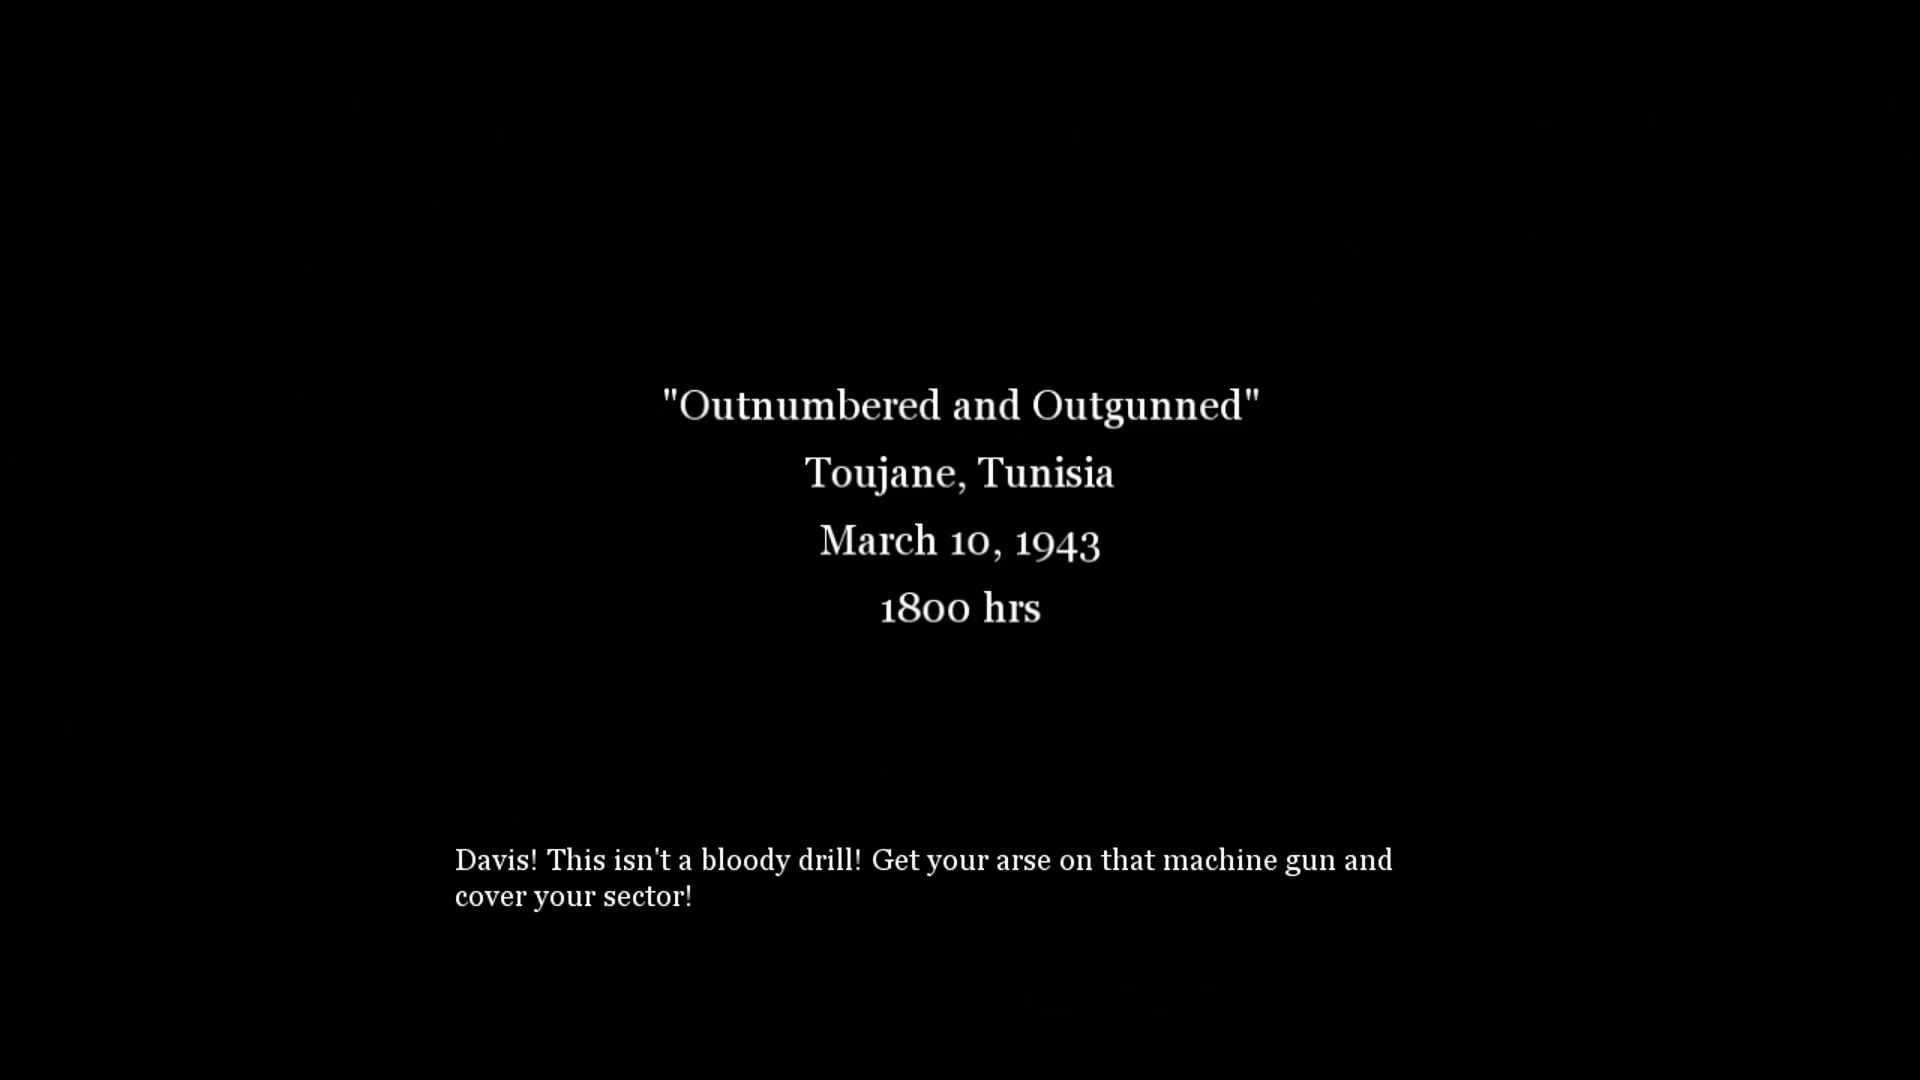 "Outnumbered and Outgunned"
Toujane, Tunisia
March 10, 1943
1800 hrs
Davis! This isn't a bloody drill! Get your arse on that machine gun and
cover your sector!